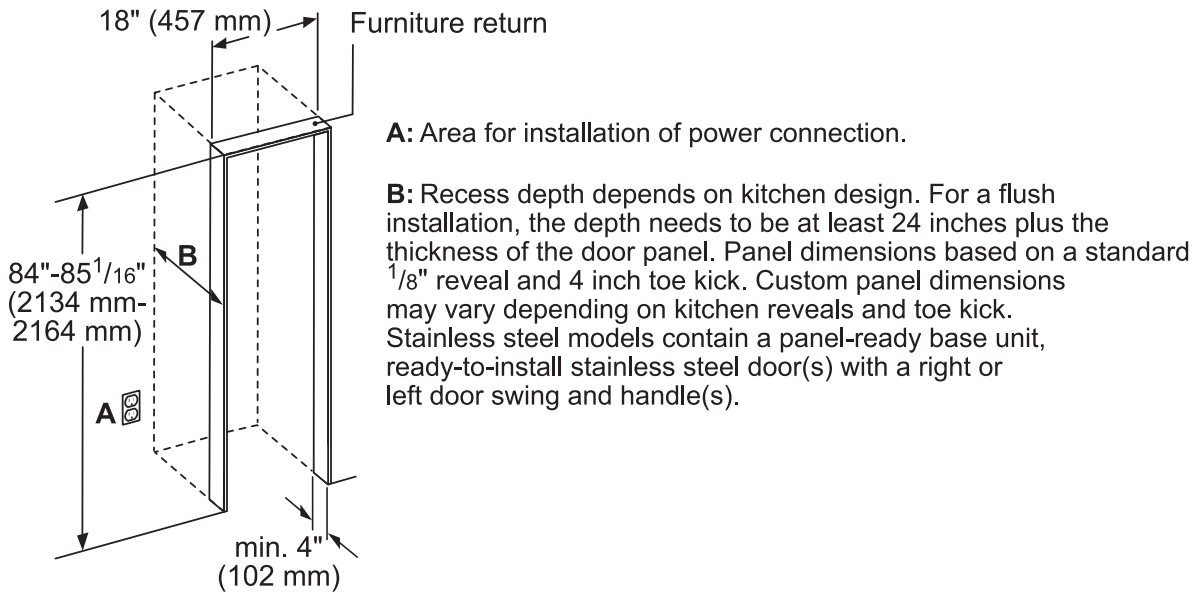 18" (457 mm)
Furniture return
A: Area for installation of power connection.
B: Recess depth depends on kitchen design. For a flush
installation, the depth needs to be at least 24 inches plus the
thickness of the door panel. Panel dimensions based on a standard
1/8" reveal and 4 inch toe kick. Custom panel dimensions
may vary depending on kitchen reveals and toe kick.
Stainless steel models contain a panel-ready base unit,
ready-to-install stainless steel door(s) with a right or
left door swing and handle(s).
B
84"-85 1/16"
(2134 mm-
2164 mm)
A
min. 4"
(102 mm)